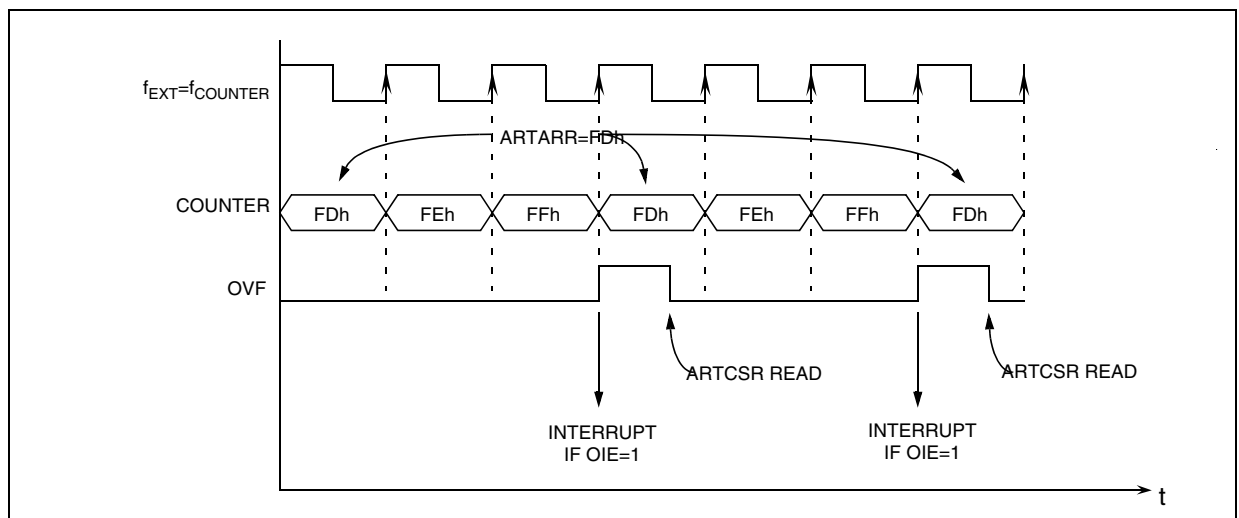 fEXT=fCOUNTER
ARTARR=FDh
COUNTER
FDh FEh FFh FDh FEh FFh FDh
OVF
ARTCSR READ
ARTCSR READ
INTERRUPT
IF OIE=1
INTERRUPT
IF OIE=1
t